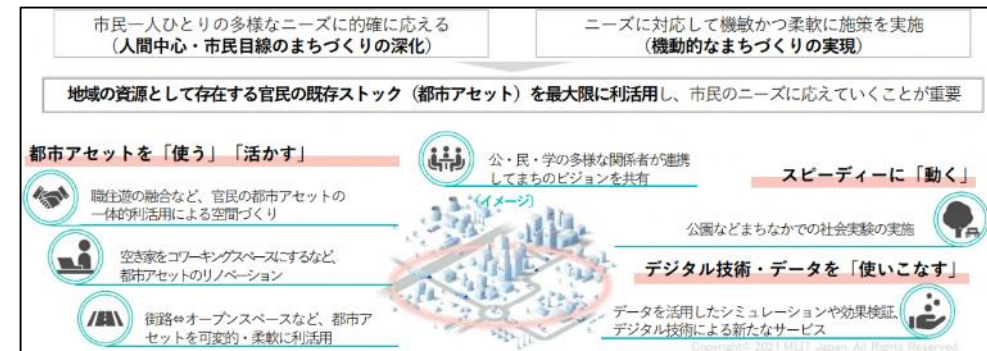 市民一人ひとりの多様なニーズに的確に応える
（人間中心・市民目線のまちづくりの深化）
ニーズに対応して機敏かつ柔軟に施策を実施
（機動的なまちづくりの実現）
地域の資源として存在する官民の既存ストック（都市アセット）を最大限に利活用し、市民のニーズに応えていくことが重要
都市アセットを「使う」「活かす」
職住遊の融合など、官民の都市アセットの
一体的利活用による空間づくり
空き家をコワーキングスペースにするなど、
都市アセットのリノベーション
街路⇔オープンスペースなど、都市ア
セットを可変的・柔軟に利活用
公・民・学の多様な関係者が連携
してまちのビジョンを共有
（イメージ）
スピーディーに「動く」
公園などまちなかでの社会実験の実施
デジタル技術・データを「使いこなす」
データを活用したシミュレーションや効果検証、
デジタル技術による新たなサービス
Copyright© 2021 MLIT Japan. All Rights Reserved.